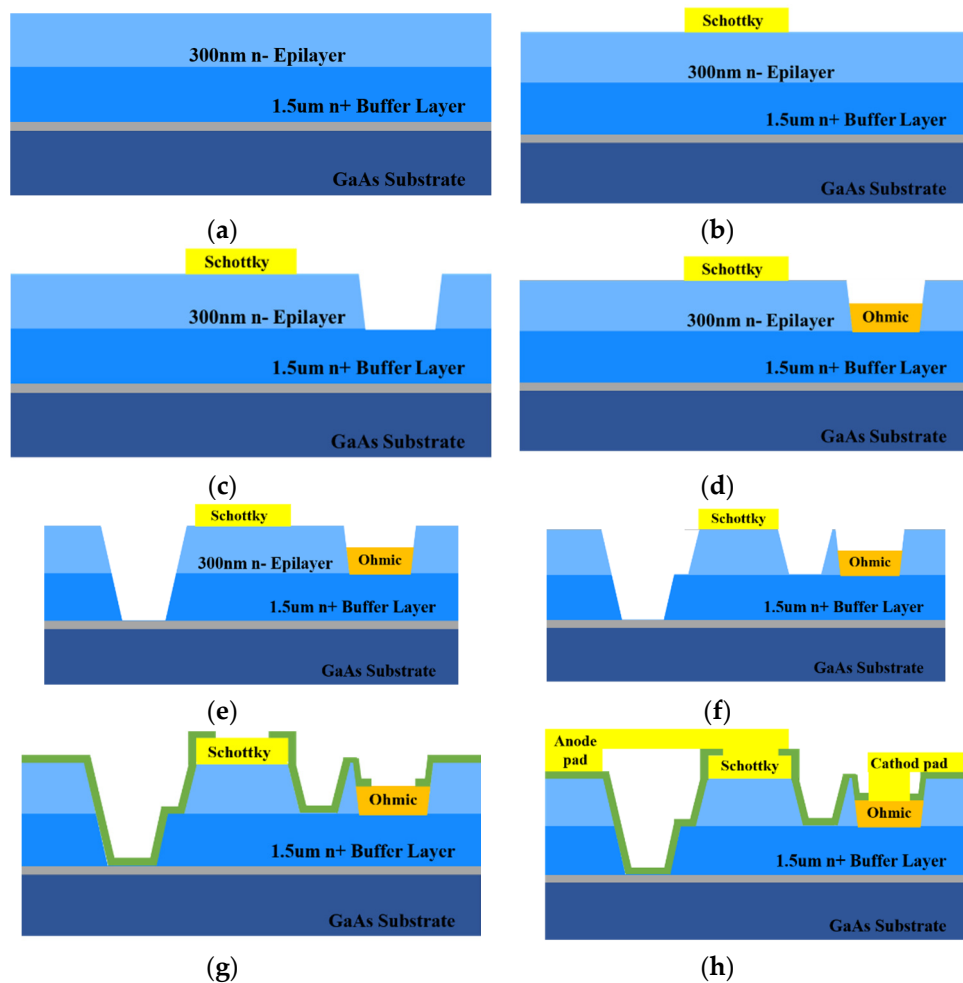 300nm n- Epilayer
1.5um n+ Buffer Layer
GaAs Substrate
(a)
Schottky
300nm n- Epilayer
1.5um n+ Buffer Layer
GaAs Substrate
(b)
Schottky
300nm n- Epilayer
1.5um n+ Buffer Layer
GaAs Substrate
(c)
Schottky
300nm n- Epilayer
Ohmic
1.5um n+ Buffer Layer
GaAs Substrate
(d)
Schottky
300nm n- Epilayer
Ohmic
1.5um n+ Buffer Layer
GaAs Substrate
(e)
Schottky
Ohmic
1.5um n+ Buffer Layer
GaAs Substrate
(f)
Schottky
Ohmic
1.5um n+ Buffer Layer
GaAs Substrate
(g)
Anode
pad
Schottky
Cathod pad
Ohmic
1.5um n+ Buffer Layer
GaAs Substrate
(h)